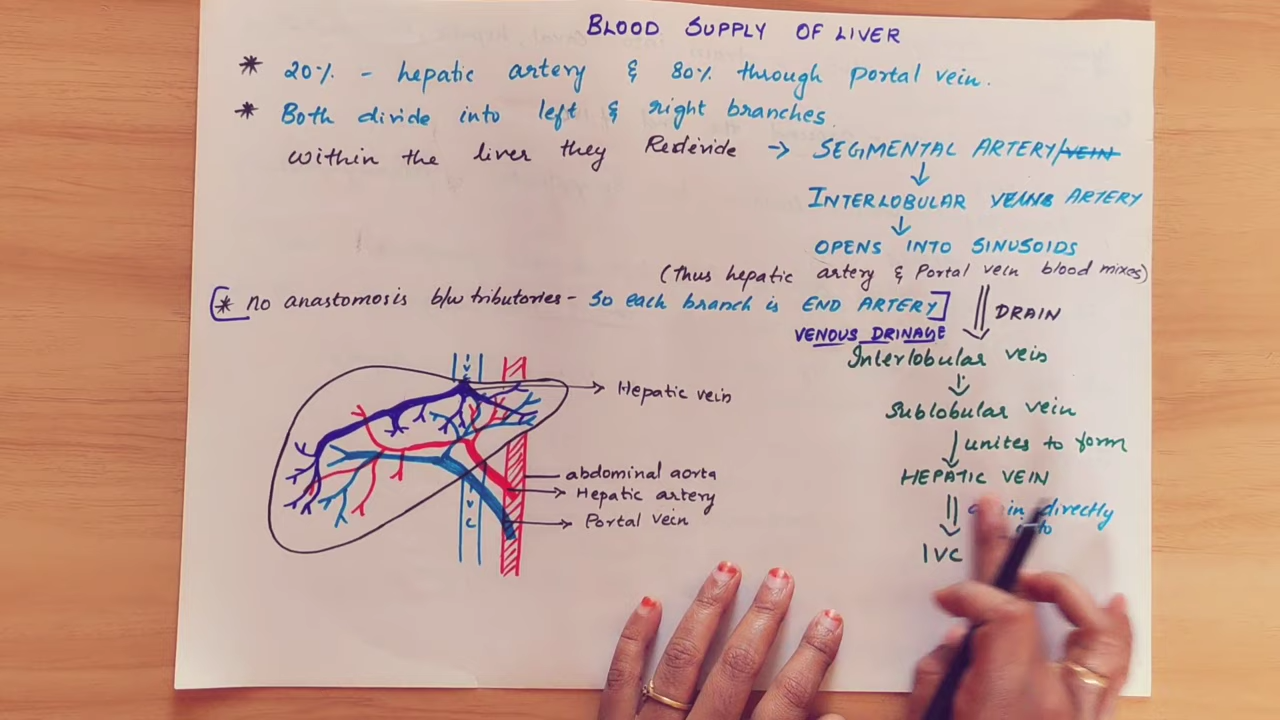 BLOOD SUPPLY OF LIVER
* 20% - hepatic artery & 80% through portal vein.
* Both divide into left & right branches.
within the liver they Redevide → SEGMENTAL ARTERY/VEIN
↓
INTERLOBULAR ARTERY
↓
OPENS INTO SINUSOIDS
(thus hepatic artery & Portal vein blood mixes)
[* no anastomosis b/w tributories - So each branch is END ARTERY]
DRAIN
VENOUS DRINAGE
Interlobular vein
↓
Sublobular vein
↓ unites to form
HEPATIC VEIN
directly
IVC
Hepatic vein
abdominal aorta
Hepatic artery
Portal vein
IVC